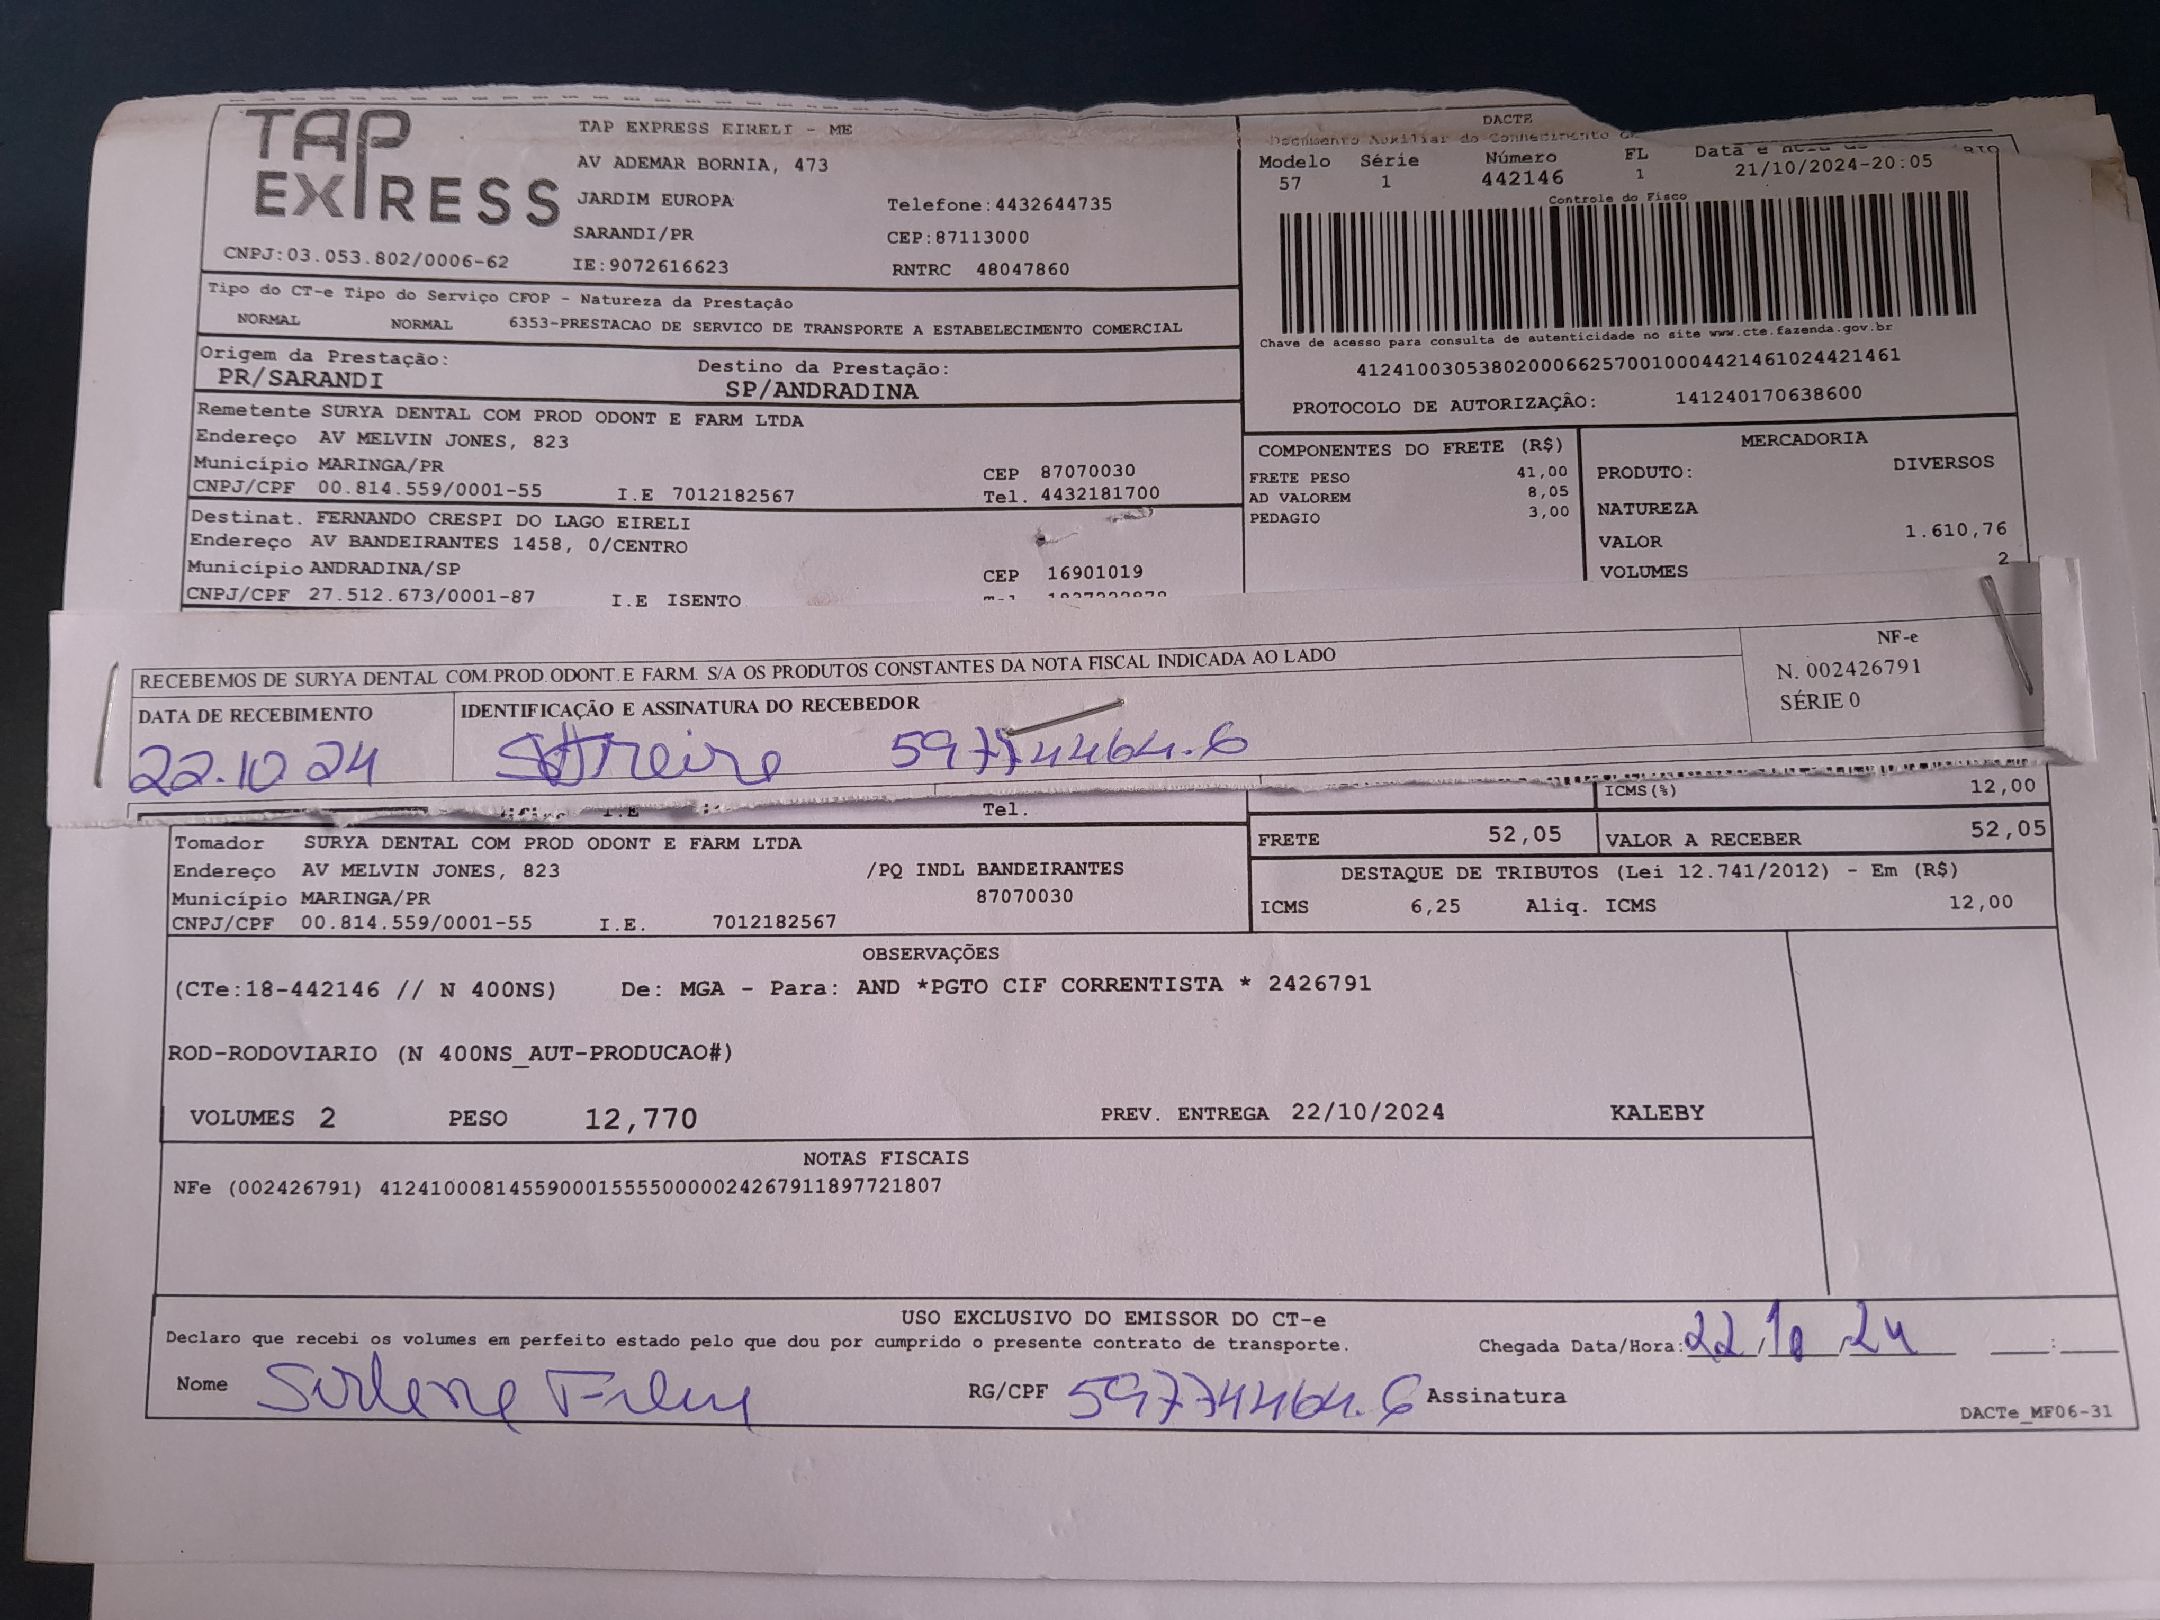 TAP EXPRESS
TAP EXPRESS EIRELI - ME
AV ADEMAR BORNIA, 473
JARDIM EUROPA Telefone:4432644735
SARANDI/PR CEP:87113000
CNPJ:03.053.802/0006-62 IE:9072616623 RNTRC 48047860
DACTE
Documento Auxiliar do Conhecimento
Modelo Série Número FL Data e
57 1 442146 1 21/10/2024-20:05
Controle do Fisco
Chave de acesso para consulta de autenticidade no site www.cte.fazenda.gov.br
41241003053802000662570010004421461024421461
PROTOCOLO DE AUTORIZAÇÃO: 141240170638600
Tipo do CT-e Tipo do Serviço CFOP - Natureza da Prestação
NORMAL NORMAL 6353-PRESTACAO DE SERVICO DE TRANSPORTE A ESTABELECIMENTO COMERCIAL
Origem da Prestação: Destino da Prestação:
PR/SARANDI SP/ANDRADINA
Remetente SURYA DENTAL COM PROD ODONT E FARM LTDA
Endereço AV MELVIN JONES, 823
Município MARINGA/PR CEP 87070030
CNPJ/CPF 00.814.559/0001-55 I.E 7012182567 Tel. 4432181700
Destinat. FERNANDO CRESPI DO LAGO EIRELI
Endereço AV BANDEIRANTES 1458, 0/CENTRO
Município ANDRADINA/SP CEP 16901019
CNPJ/CPF 27.512.673/0001-87 I.E ISENTO
COMPONENTES DO FRETE (R$)
FRETE PESO 41,00
AD VALOREM 8,05
PEDAGIO 3,00
MERCADORIA
PRODUTO: DIVERSOS
NATUREZA
VALOR 1.610,76
VOLUMES 2
RECEBEMOS DE SURYA DENTAL COM.PROD.ODONT.E FARM. S/A OS PRODUTOS CONSTANTES DA NOTA FISCAL INDICADA AO LADO
NF-e
N. 002426791
SÉRIE 0
DATA DE RECEBIMENTO IDENTIFICAÇÃO E ASSINATURA DO RECEBEDOR
22.10 24 59774464.6
I.E Tel.
ICMS(%) 12,00
Tomador SURYA DENTAL COM PROD ODONT E FARM LTDA
Endereço AV MELVIN JONES, 823 /PQ INDL BANDEIRANTES
Município MARINGA/PR 87070030
CNPJ/CPF 00.814.559/0001-55 I.E. 7012182567
FRETE 52,05 VALOR A RECEBER 52,05
DESTAQUE DE TRIBUTOS (Lei 12.741/2012) - Em (R$)
ICMS 6,25 Aliq. ICMS 12,00
OBSERVAÇÕES
(CTe:18-442146 // N 400NS) De: MGA - Para: AND *PGTO CIF CORRENTISTA * 2426791
ROD-RODOVIARIO (N 400NS_AUT-PRODUCAO#)
VOLUMES 2 PESO 12,770 PREV. ENTREGA 22/10/2024 KALEBY
NOTAS FISCAIS
NFe (002426791) 41241000814559000155550000024267911897721807
USO EXCLUSIVO DO EMISSOR DO CT-e
Declaro que recebi os volumes em perfeito estado pelo que dou por cumprido o presente contrato de transporte. Chegada Data/Hora: 22/10/24 __:__
Nome Sirlene Freire RG/CPF 59774464.6 Assinatura
DACTe_MF06-31